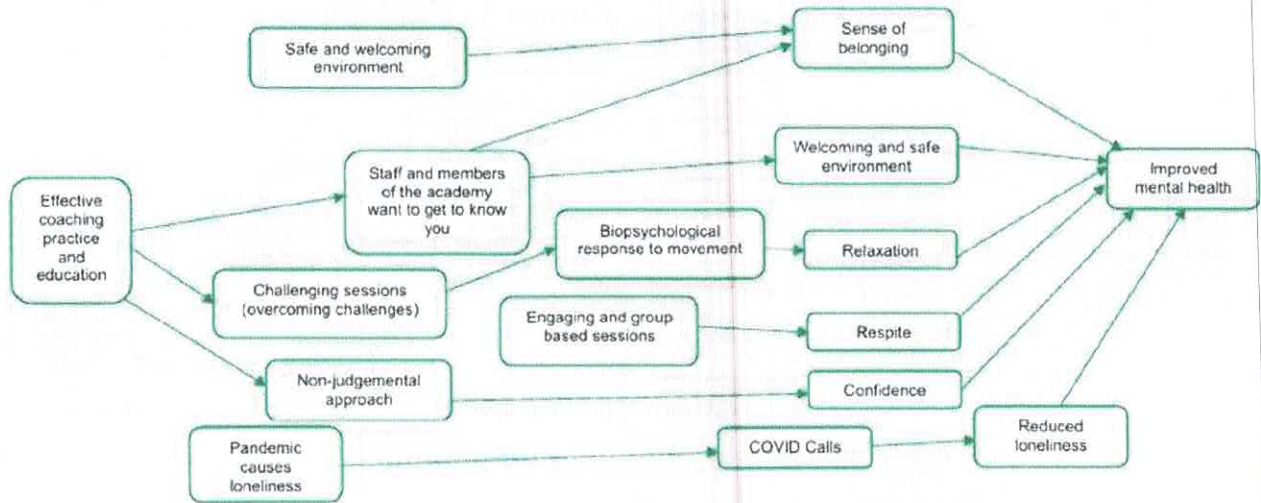 Safe and welcoming
environment
Sense of
belonging
Staff and members
of the academy
want to get to know
you
Welcoming and safe
environment
Improved
mental health
Effective
coaching
practice
and
education
Biopsychological
response to movement
Relaxation
Challenging sessions
(overcoming challenges)
Engaging and group
based sessions
Respite
Non-judgemental
approach
Confidence
Pandemic
causes
loneliness
COVID Calls
Reduced
loneliness